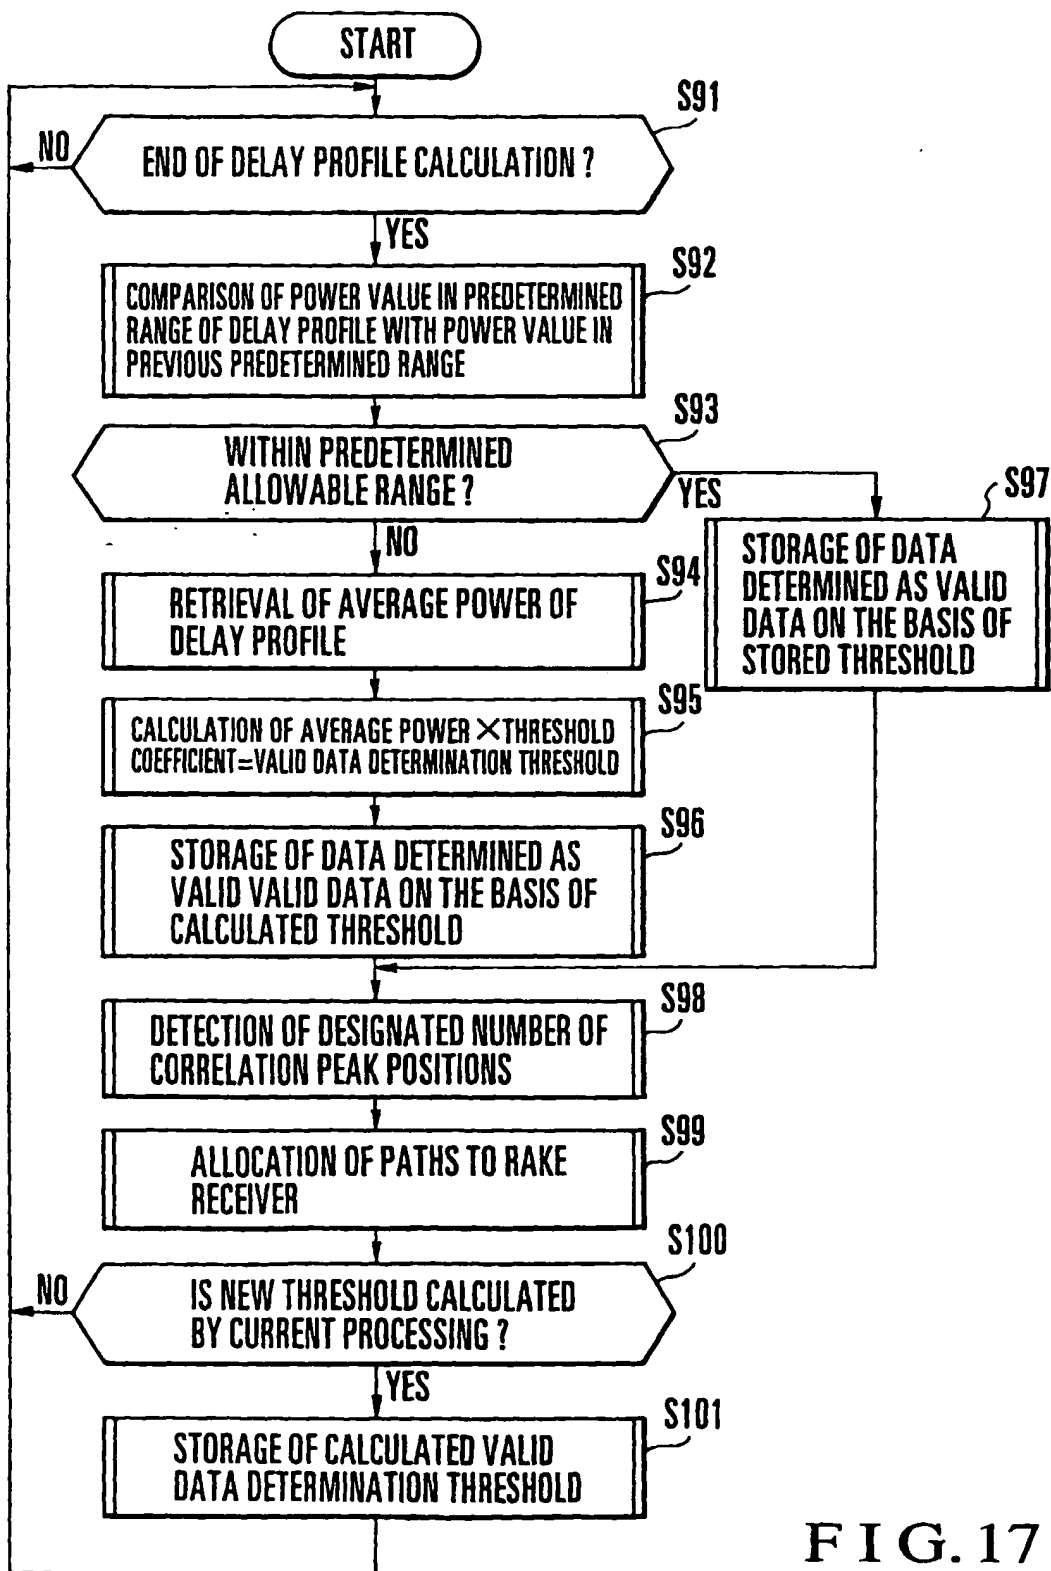 START
S91
NO
END OF DELAY PROFILE CALCULATION ?
YES
S92
COMPARISON OF POWER VALUE IN PREDETERMINED
RANGE OF DELAY PROFILE WITH POWER VALUE IN
PREVIOUS PREDETERMINED RANGE
S93
WITHIN PREDETERMINED
ALLOWABLE RANGE ?
YES
NO
S97
STORAGE OF DATA
DETERMINED AS VALID
DATA ON THE BASIS OF
STORED THRESHOLD
S94
RETRIEVAL OF AVERAGE POWER OF
DELAY PROFILE
S95
CALCULATION OF AVERAGE POWER × THRESHOLD
COEFFICIENT=VALID DATA DETERMINATION THRESHOLD
S96
STORAGE OF DATA DETERMINED AS
VALID VALID DATA ON THE BASIS OF
CALCULATED THRESHOLD
S98
DETECTION OF DESIGNATED NUMBER OF
CORRELATION PEAK POSITIONS
S99
ALLOCATION OF PATHS TO RAKE
RECEIVER
S100
NO
IS NEW THRESHOLD CALCULATED
BY CURRENT PROCESSING ?
YES
S101
STORAGE OF CALCULATED VALID
DATA DETERMINATION THRESHOLD
FIG. 17